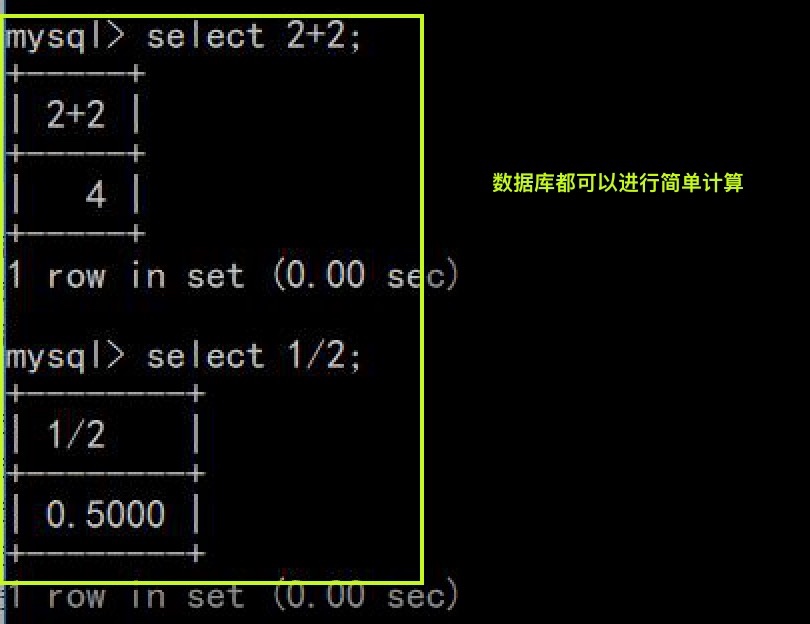 mysql> select 2+2;
+-----+
| 2+2 |
+-----+
|   4 |
+-----+
1 row in set (0.00 sec)
数据库都可以进行简单计算
mysql> select 1/2;
+--------+
| 1/2    |
+--------+
| 0.5000 |
+--------+
1 row in set (0.00 sec)